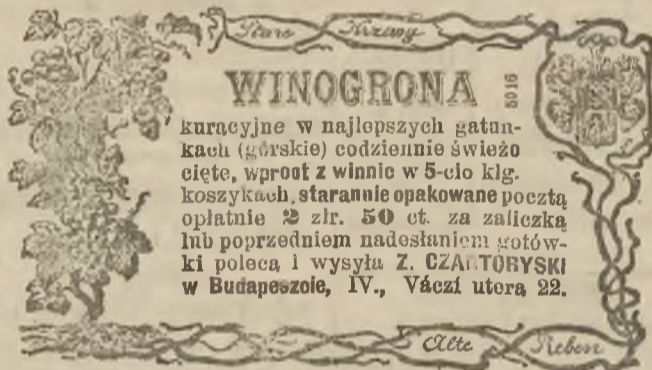 Stare Krzewy
WINOGRONA
5016
kuracyjne w najlepszych gatun-
kach (górskie) codziennie świeżo
cięte, wprost z winnic w 5-cio klg.
koszykach, starannie opakowane pocztą
opłatnie 2 złr. 50 ct. za zaliczką
lub poprzedniem nadesłaniem gotów-
ki poleca i wysyła Z. CZARTORYSKI
w Budapeszcie, IV., Váczi utcra 22.
Alte Reben